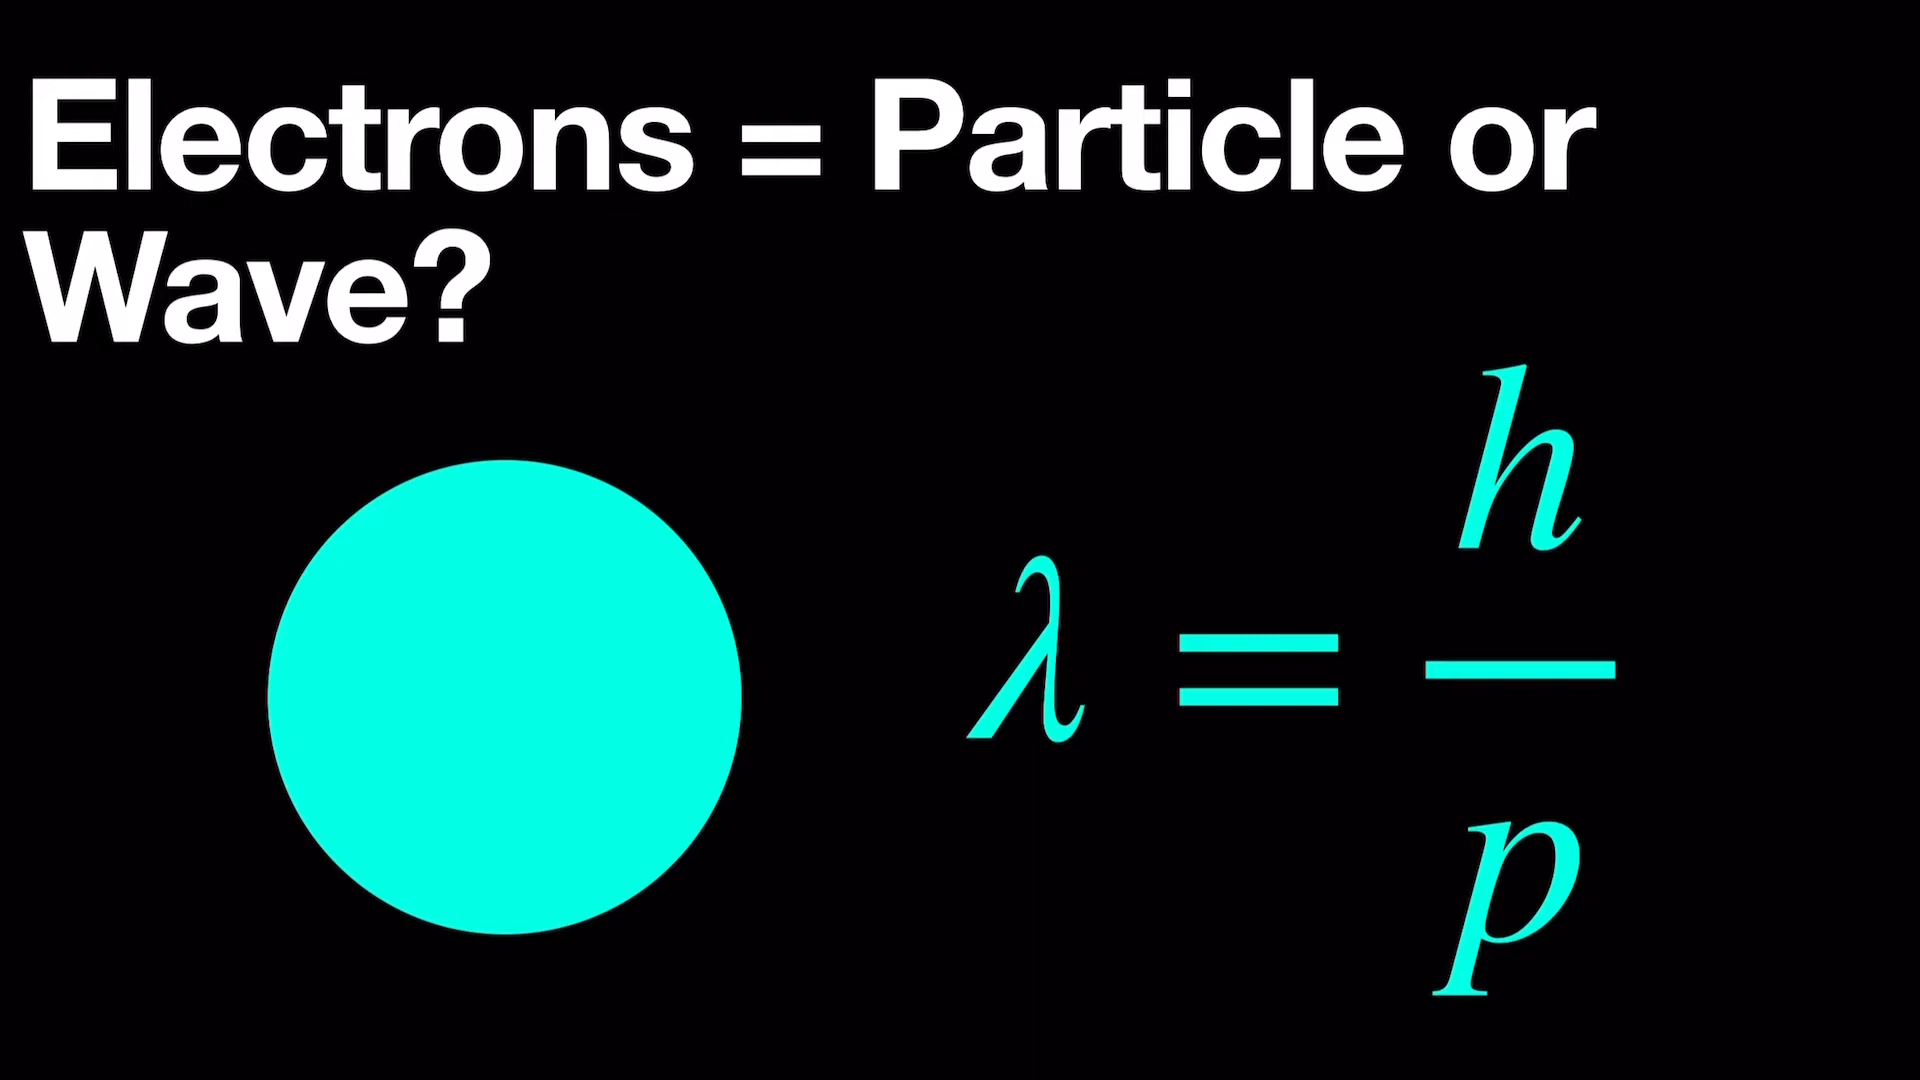 Electrons = Particle or
Wave?
λ = h/p